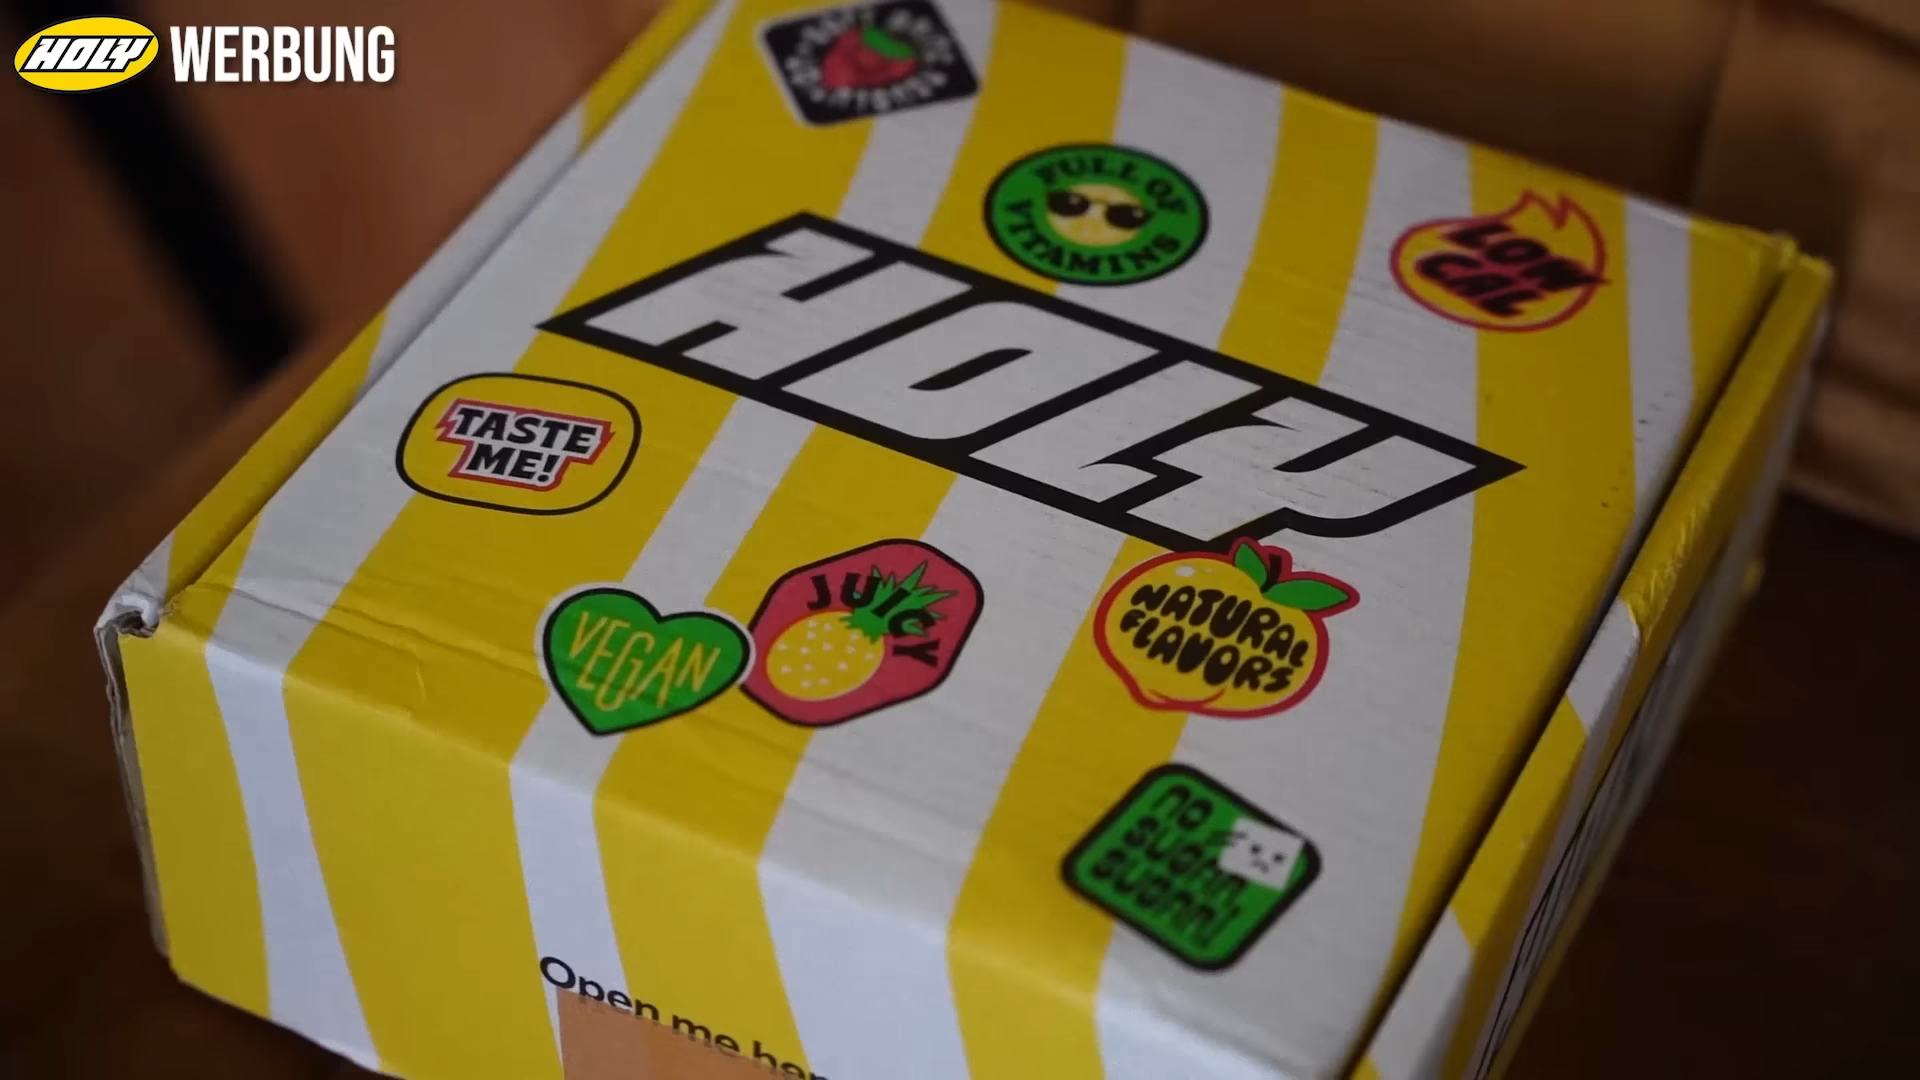 HOLY WERBUNG
FULL OF
VITAMINS
LOW
CAL
HOLY
TASTE
ME!
JUICY
VEGAN
NATURAL
FLAVORS
NO
SUGAR,
SUGAR!
Open me